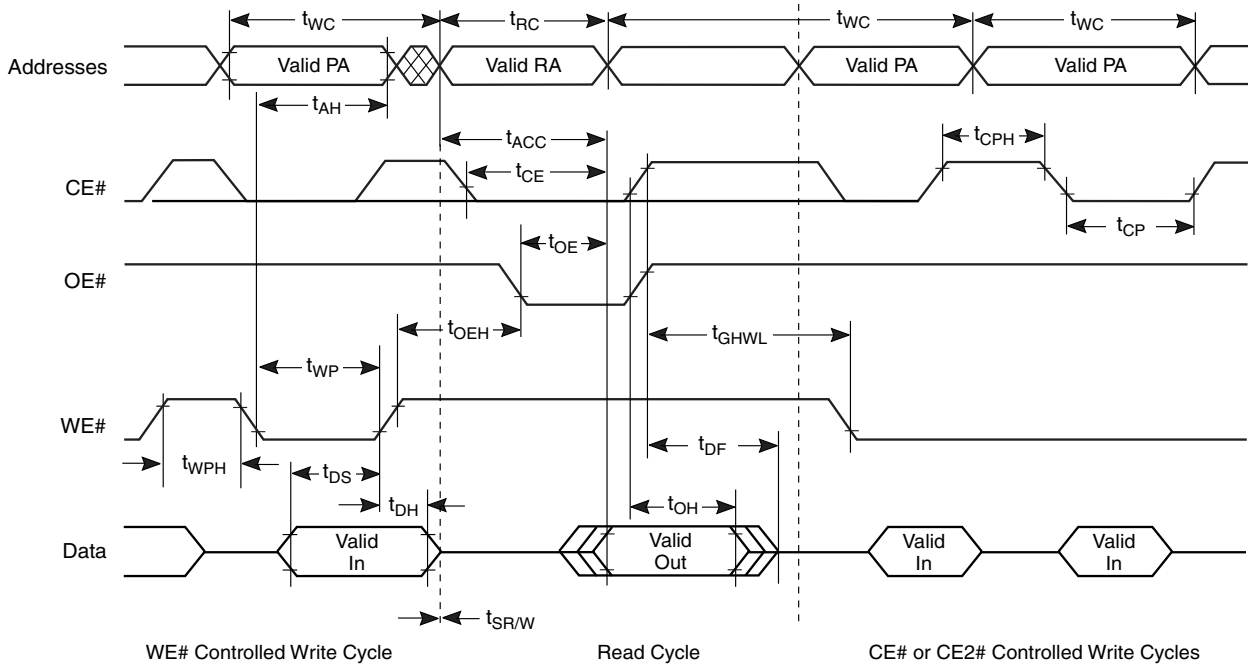 tWC tRC tWC tWC
Addresses Valid PA Valid RA Valid PA Valid PA
tAH
tACC tCPH
CE# tCE
tCP
tOE
OE#
tOEH tGHWL
tWP
WE#
tWPH tDS tDF
tDH tOH
Data Valid In Valid Out Valid In Valid In
tSR/W
WE# Controlled Write Cycle Read Cycle CE# or CE2# Controlled Write Cycles